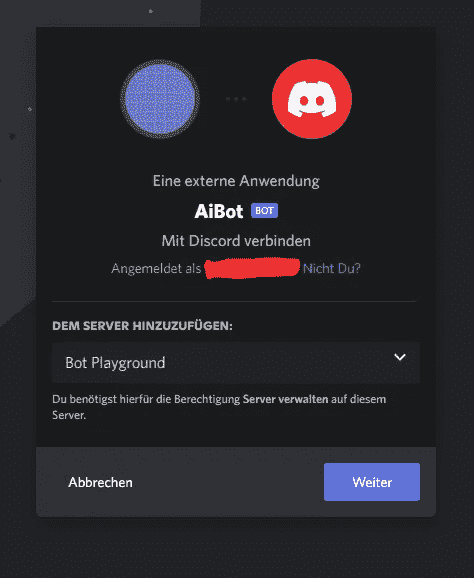 Eine externe Anwendung
AiBot BOT
Mit Discord verbinden
Angemeldet als Nicht Du?
DEM SERVER HINZUZUFÜGEN:
Bot Playground
Du benötigst hierfür die Berechtigung Server verwalten auf diesem
Server.
Abbrechen Weiter